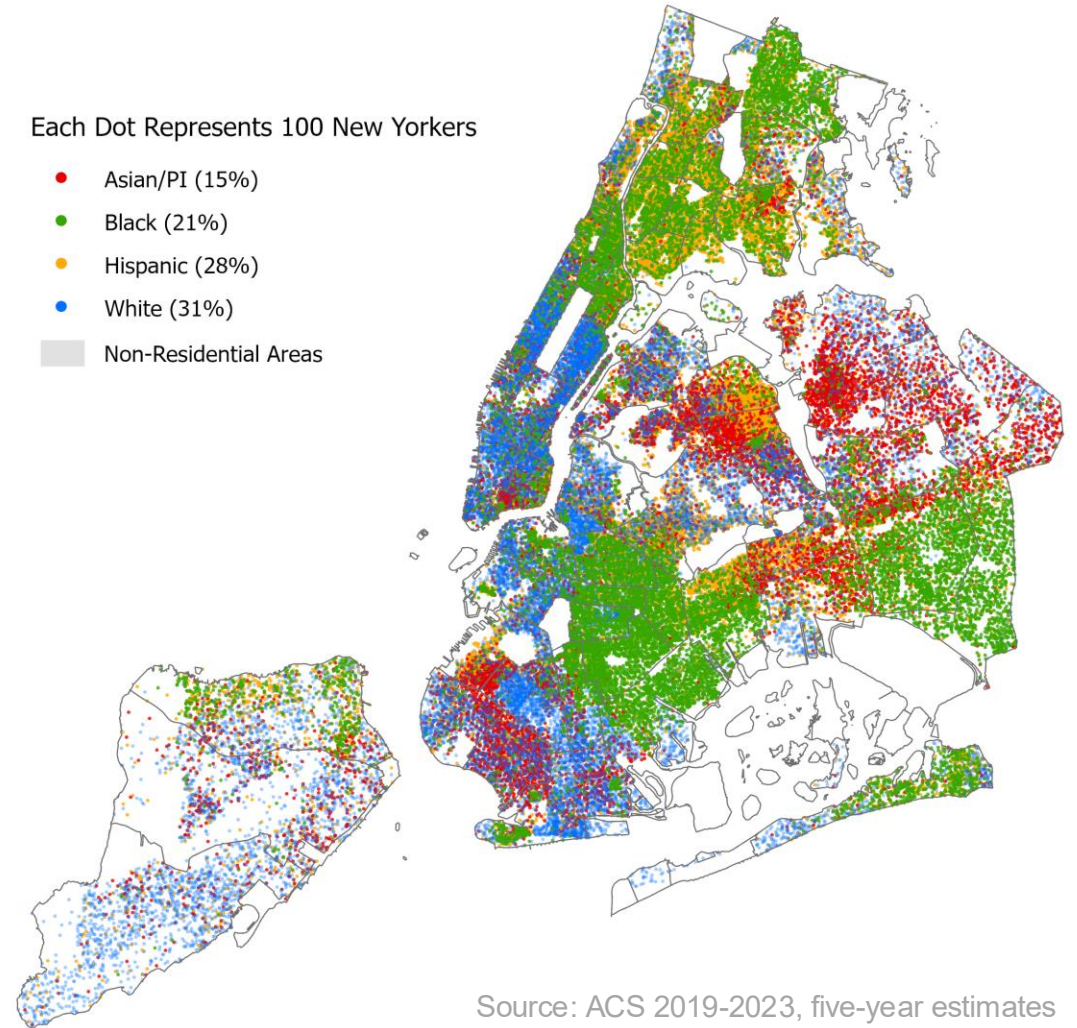 Each Dot Represents 100 New Yorkers
Asian/PI (15%)
Black (21%)
Hispanic (28%)
White (31%)
Non-Residential Areas
Source: ACS 2019-2023, five-year estimates